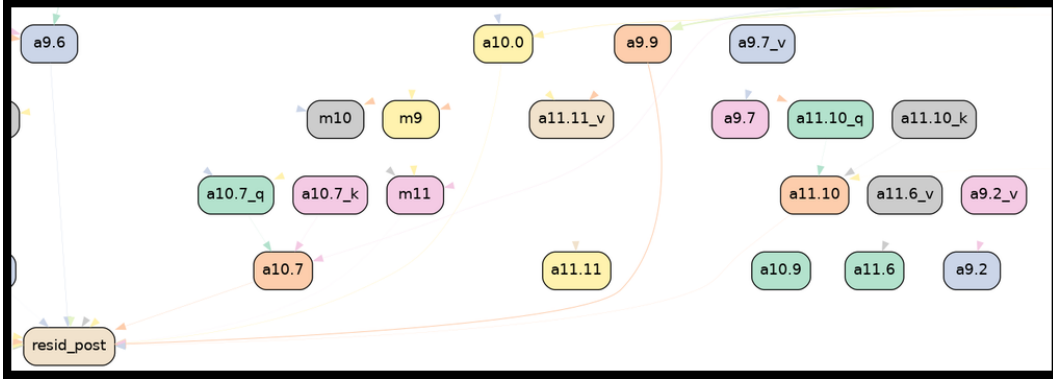 a9.6
a10.0
a9.9
a9.7_v
m10
m9
a11.11_v
a9.7
a11.10_q
a11.10_k
a10.7_q
a10.7_k
m11
a11.10
a11.6_v
a9.2_v
a10.7
a11.11
a10.9
a11.6
a9.2
resid_post